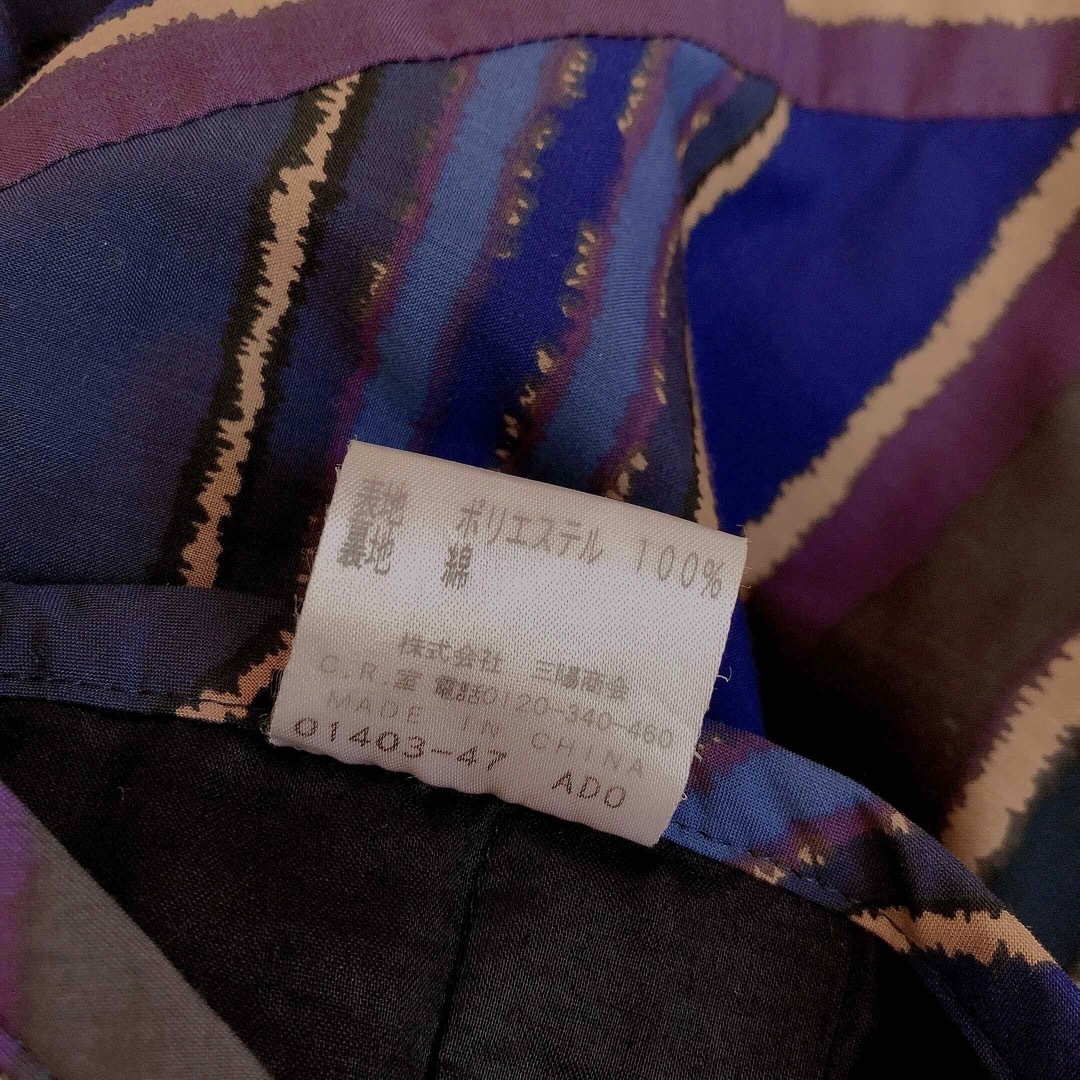 表地 ポリエステル 100%
裏地 綿
株式会社 三陽商会
C.R.室 電話0120-340-460
MADE IN CHINA
01403-47 ADO